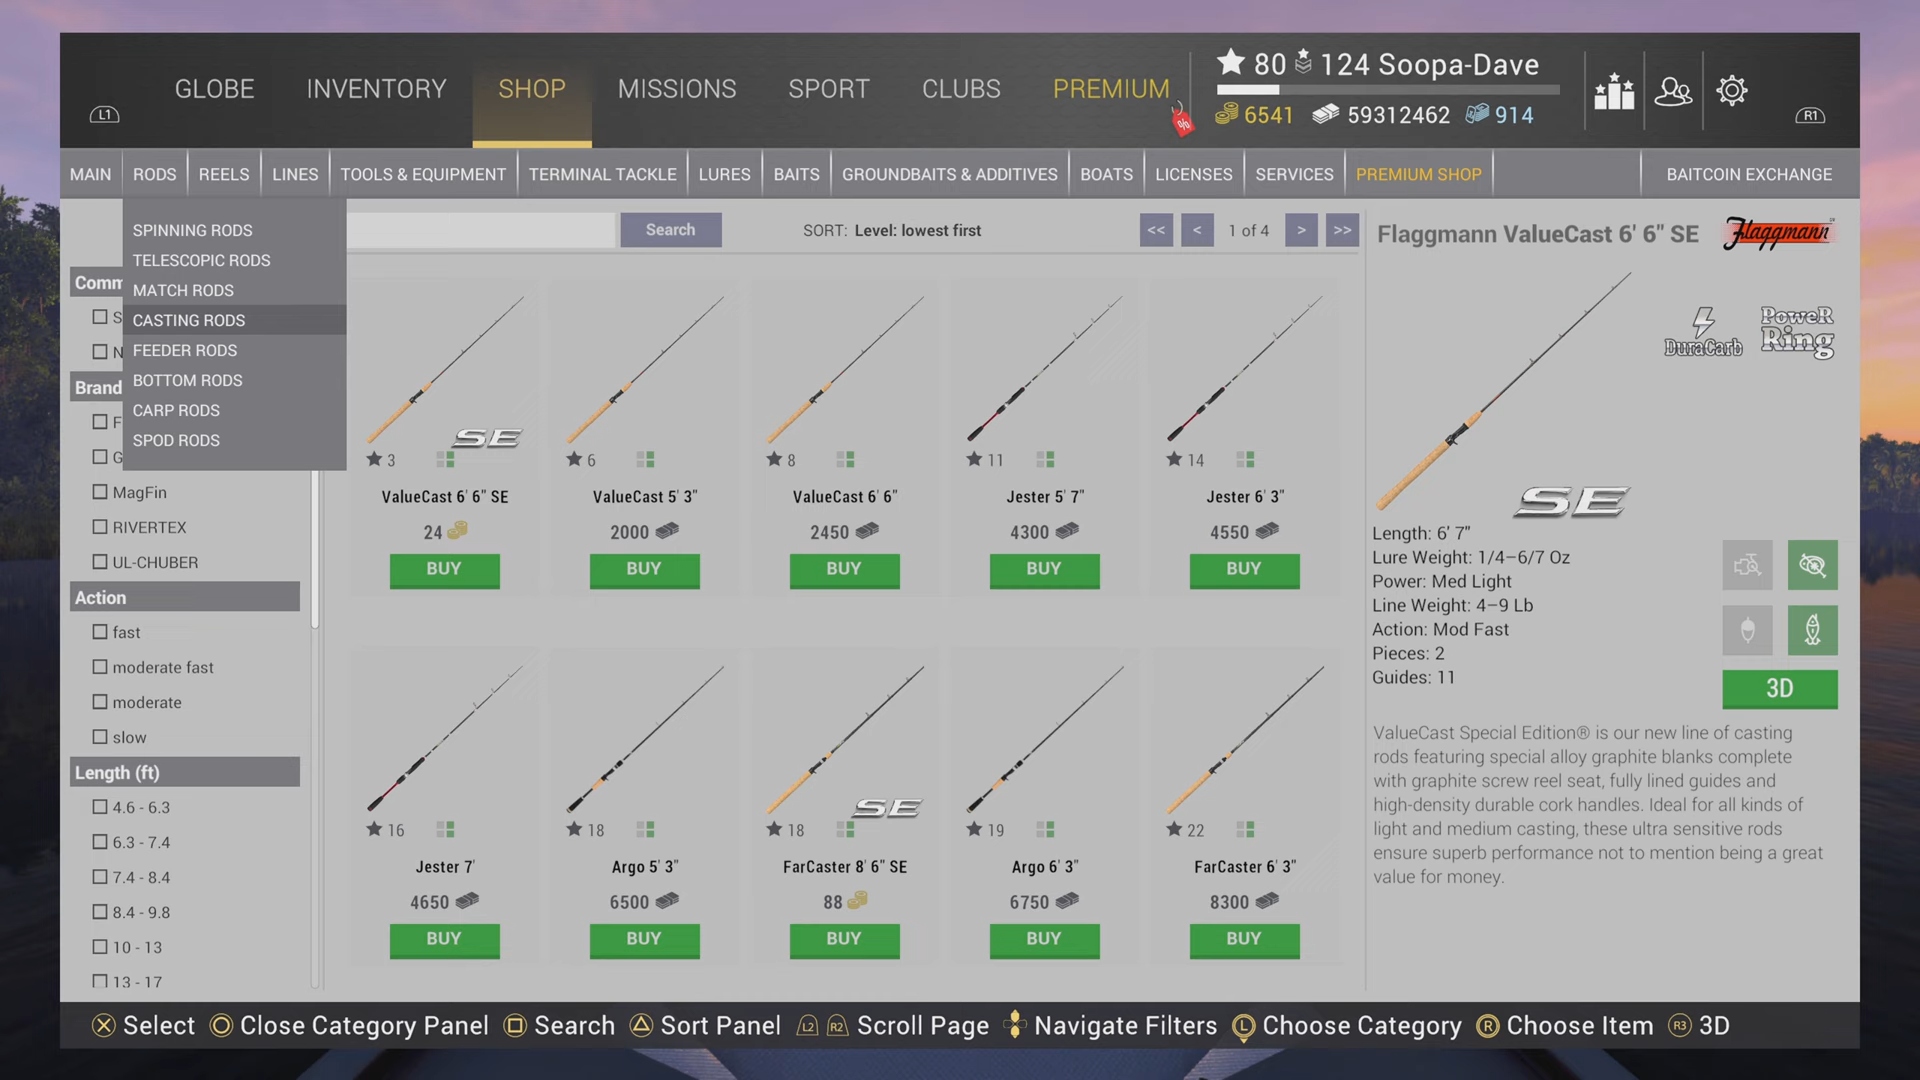 GLOBE INVENTORY SHOP MISSIONS SPORT CLUBS PREMIUM
80 124 Soopa-Dave
6541 59312462 914
L1 R1
%
MAIN RODS REELS LINES TOOLS & EQUIPMENT TERMINAL TACKLE LURES BAITS GROUNDBAITS & ADDITIVES BOATS LICENSES SERVICES PREMIUM SHOP BAITCOIN EXCHANGE
SPINNING RODS
TELESCOPIC RODS
MATCH RODS
CASTING RODS
FEEDER RODS
BOTTOM RODS
CARP RODS
SPOD RODS
Search SORT: Level: lowest first << < 1 of 4 > >>
Comm
S
N
Brand
F
G
MagFin
RIVERTEX
UL-CHUBER
Action
fast
moderate fast
moderate
slow
Length (ft)
4.6 - 6.3
6.3 - 7.4
7.4 - 8.4
8.4 - 9.8
10 - 13
13 - 17
SE
3 6 8 11 14
ValueCast 6' 6" SE ValueCast 5' 3" ValueCast 6' 6" Jester 5' 7" Jester 6' 3"
24 2000 2450 4300 4550
BUY BUY BUY BUY BUY
SE
16 18 18 19 22
Jester 7' Argo 5' 3" FarCaster 8' 6" SE Argo 6' 3" FarCaster 6' 3"
4650 6500 88 6750 8300
BUY BUY BUY BUY BUY
Flaggmann ValueCast 6' 6" SE Flaggmann
DuraCarb PoweR Ring
SE
Length: 6' 7"
Lure Weight: 1/4–6/7 Oz
Power: Med Light
Line Weight: 4–9 Lb
Action: Mod Fast
Pieces: 2
Guides: 11
3D
ValueCast Special Edition® is our new line of casting
rods featuring special alloy graphite blanks complete
with graphite screw reel seat, fully lined guides and
high-density durable cork handles. Ideal for all kinds of
light and medium casting, these ultra sensitive rods
ensure superb performance not to mention being a great
value for money.
Select Close Category Panel Search Sort Panel L2 R2 Scroll Page Navigate Filters L Choose Category R Choose Item R3 3D